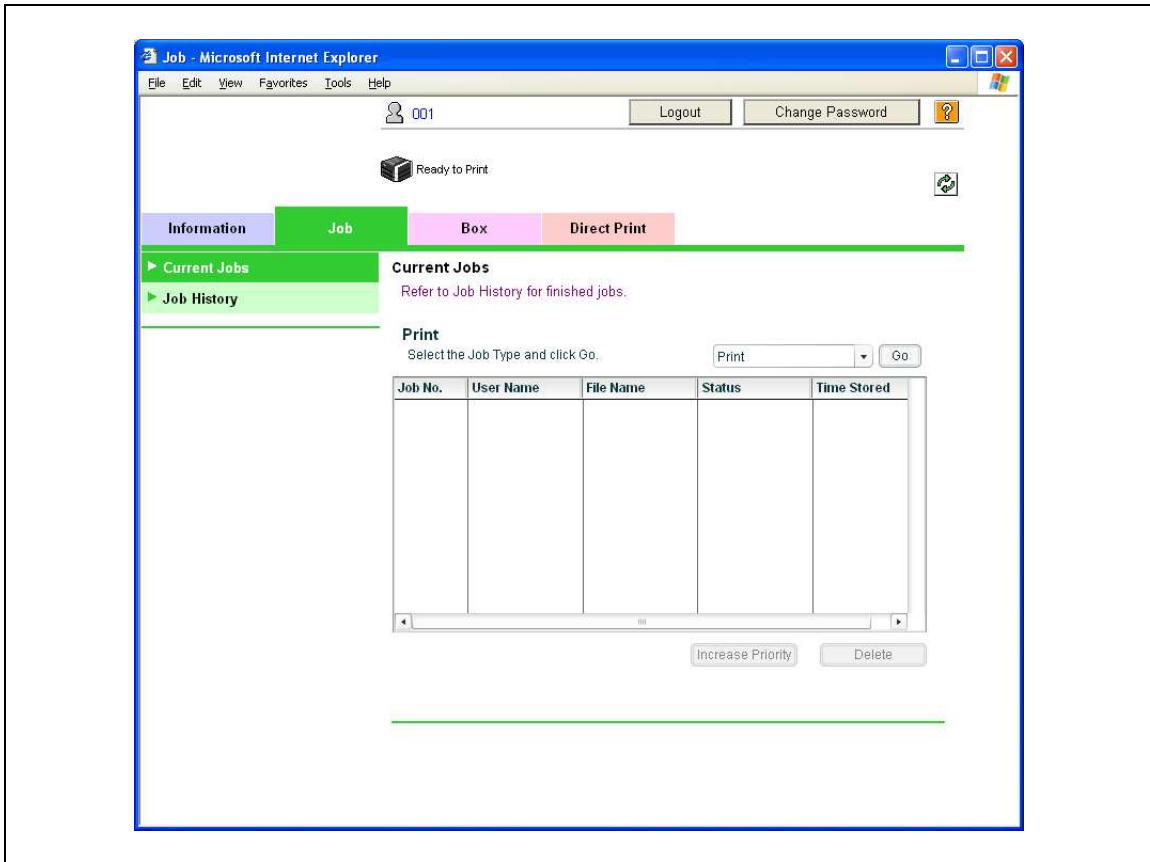 Job - Microsoft Internet Explorer
File Edit View Favorites Tools Help
001 Logout Change Password ?
Ready to Print
Information Job Box Direct Print
Current Jobs
Job History
Current Jobs
Refer to Job History for finished jobs.
Print
Select the Job Type and click Go. Print Go
Job No. User Name File Name Status Time Stored
Increase Priority Delete